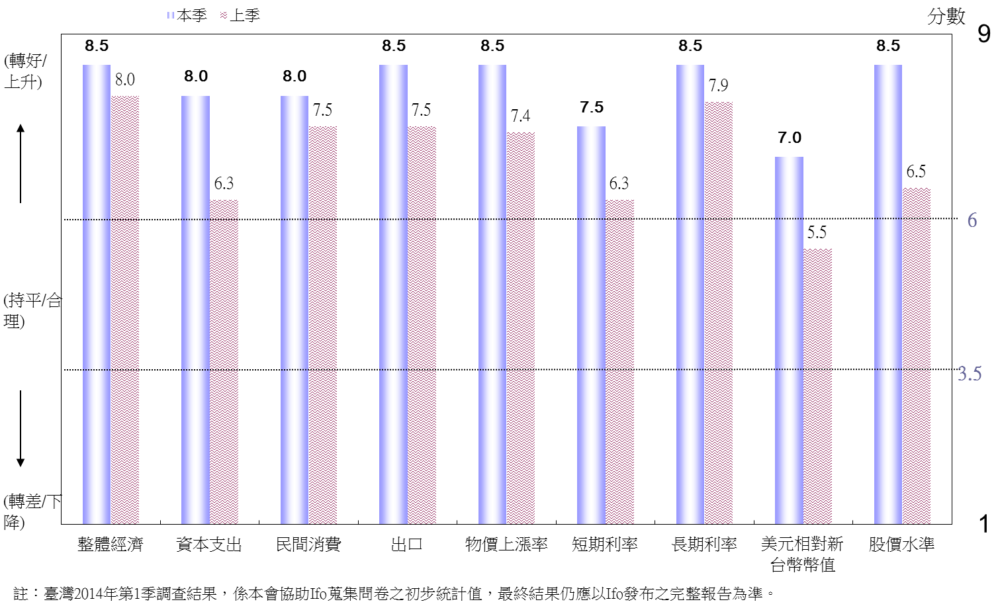 本季 上季
分數
9
(轉好/
上升)
8.5 8.0 8.5 8.5 8.5 8.5
8.0 8.0 7.5 7.5 7.4 7.5 7.9 7.0
6.3 6.3 6.5
6
5.5
(持平/合
理)
3.5
(轉差/下
降)
1
整體經濟 資本支出 民間消費 出口 物價上漲率 短期利率 長期利率 美元相對新 股價水準
台幣幣值
註：臺灣2014年第1季調查結果，係本會協助Ifo蒐集問卷之初步統計值，最終結果仍應以Ifo發布之完整報告為準。